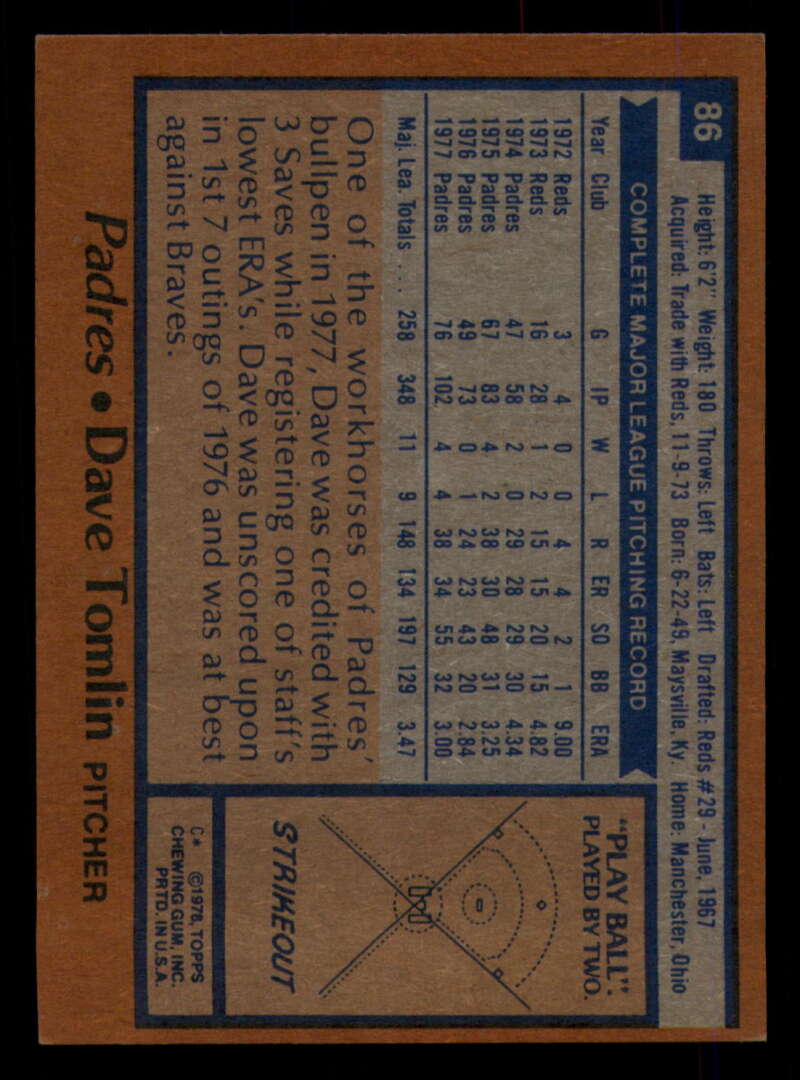 86
Height: 6'2" Weight: 180 Throws: Left Bats: Left Drafted: Reds #29 - June, 1967
Acquired: Trade with Reds, 11-9-73 Born: 6-22-49, Maysville, Ky. Home: Manchester, Ohio
COMPLETE MAJOR LEAGUE PITCHING RECORD
Year Club G IP W L R ER SO BB ERA
1972 Reds 3 4 0 0 4 4 2 1 9.00
1973 Reds 16 28 1 2 15 15 20 15 4.82
1974 Padres 47 58 2 0 29 28 29 30 4.34
1975 Padres 67 83 4 2 38 30 48 31 3.25
1976 Padres 49 73 0 1 24 23 43 20 2.84
1977 Padres 76 102 4 4 38 34 55 32 3.00
Maj. Lea. Totals .... 258 348 11 9 148 134 197 129 3.47
One of the workhorses of Padres'
bullpen in 1977, Dave was credited with
3 Saves while registering one of staff's
lowest ERA's. Dave was unscored upon
in 1st 7 outings of 1976 and was at best
against Braves.
"PLAY BALL":
PLAYED BY TWO.
STRIKEOUT
C* ©1978, TOPPS
CHEWING GUM, INC.
PRTD. IN U.S.A.
Padres • Dave Tomlin PITCHER